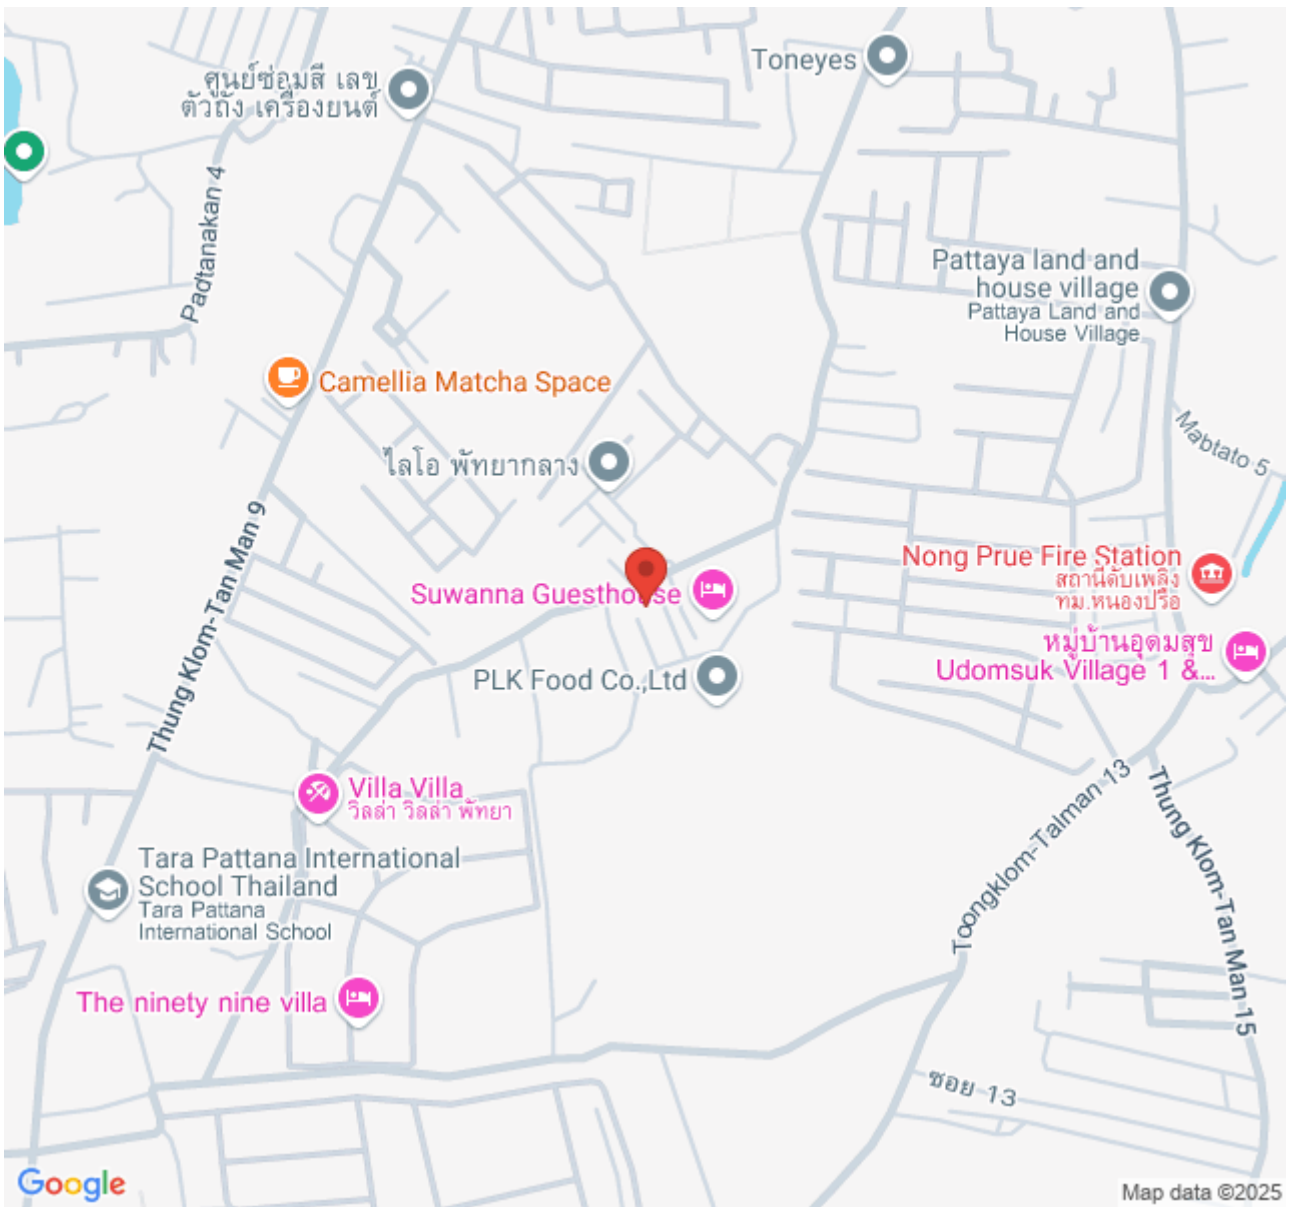 Toneyes
ศูนย์ซ่อมสี เลข
ตัวถัง เครื่องยนต์
Padtanakan 4
Pattaya land and
house village
Pattaya Land and
House Village
Camellia Matcha Space
Mabtato 5
ไลโอ พัทยากลาง
Thung Klom-Tan Man 9
Nong Prue Fire Station
สถานีดับเพลิง
ทม.หนองปรือ
Suwanna Guesthouse
หมู่บ้านอุดมสุข
Udomsuk Village 1 &...
PLK Food Co.,Ltd
Villa Villa
วิลล่า วิลล่า พัทยา
Toongklom-Talman 13
Thung Klom-Tan Man 15
Tara Pattana International
School Thailand
Tara Pattana
International School
The ninety nine villa
ซอย 13
Google
Map data ©2025